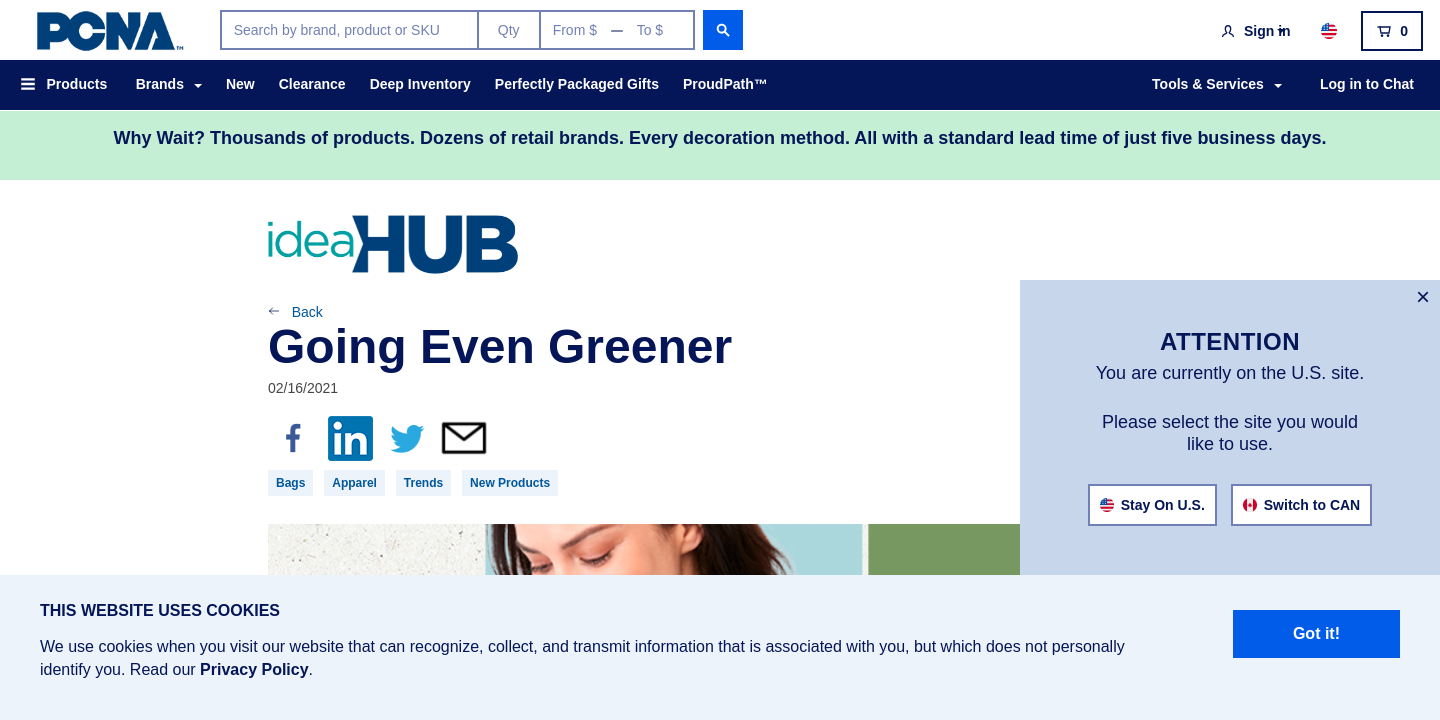 PCNA™
Search by brand, product or SKU
Qty
From $ — To $
Sign in
0
Products
Brands
New
Clearance
Deep Inventory
Perfectly Packaged Gifts
ProudPath™
Tools & Services
Log in to Chat
Why Wait? Thousands of products. Dozens of retail brands. Every decoration method. All with a standard lead time of just five business days.
ideaHUB
Back
Going Even Greener
02/16/2021
f
in
Bags
Apparel
Trends
New Products
×
ATTENTION
You are currently on the U.S. site.
Please select the site you would
like to use.
Stay On U.S.
Switch to CAN
THIS WEBSITE USES COOKIES
We use cookies when you visit our website that can recognize, collect, and transmit information that is associated with you, but which does not personally
identify you. Read our Privacy Policy.
Got it!